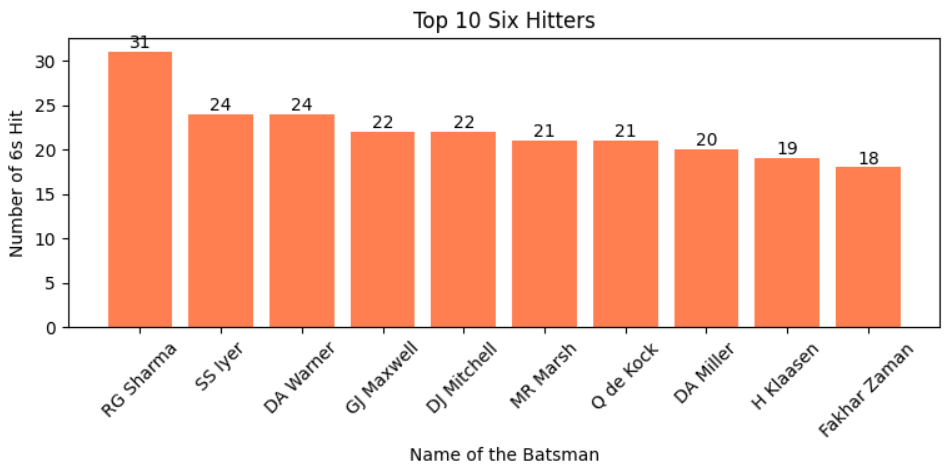 Top 10 Six Hitters
Number of 6s Hit
30
25
20
15
10
5
0
31
24
24
22
22
21
21
20
19
18
RG Sharma
SS Iyer
DA Warner
GJ Maxwell
DJ Mitchell
MR Marsh
Q de Kock
DA Miller
H Klaasen
Fakhar Zaman
Name of the Batsman